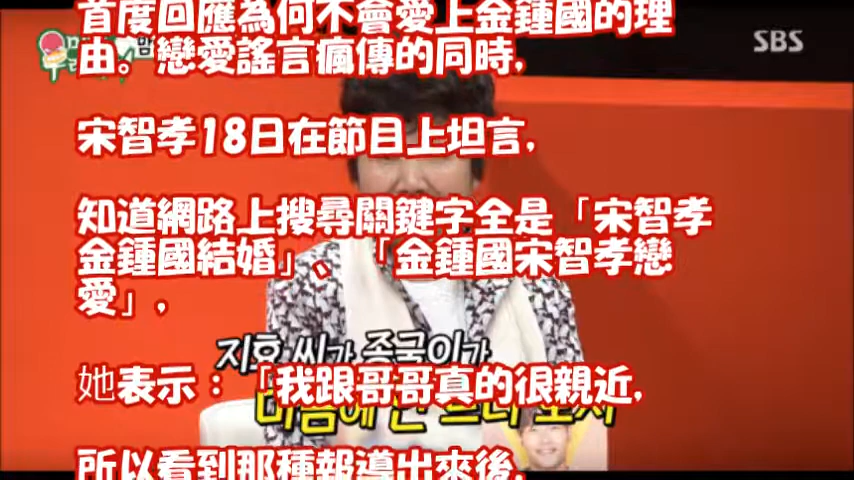 首度回應為何不會愛上金鍾國的理
由。戀愛謠言瘋傳的同時,
SBS
宋智孝18日在節目上坦言,
知道網路上搜尋關鍵字全是「宋智孝
金鍾國結婚」、「金鍾國宋智孝戀
愛」,
지효 씨가 종국이가
她表示：「我跟哥哥真的很親近,
마음에 안
所以看到那種報導出來後,